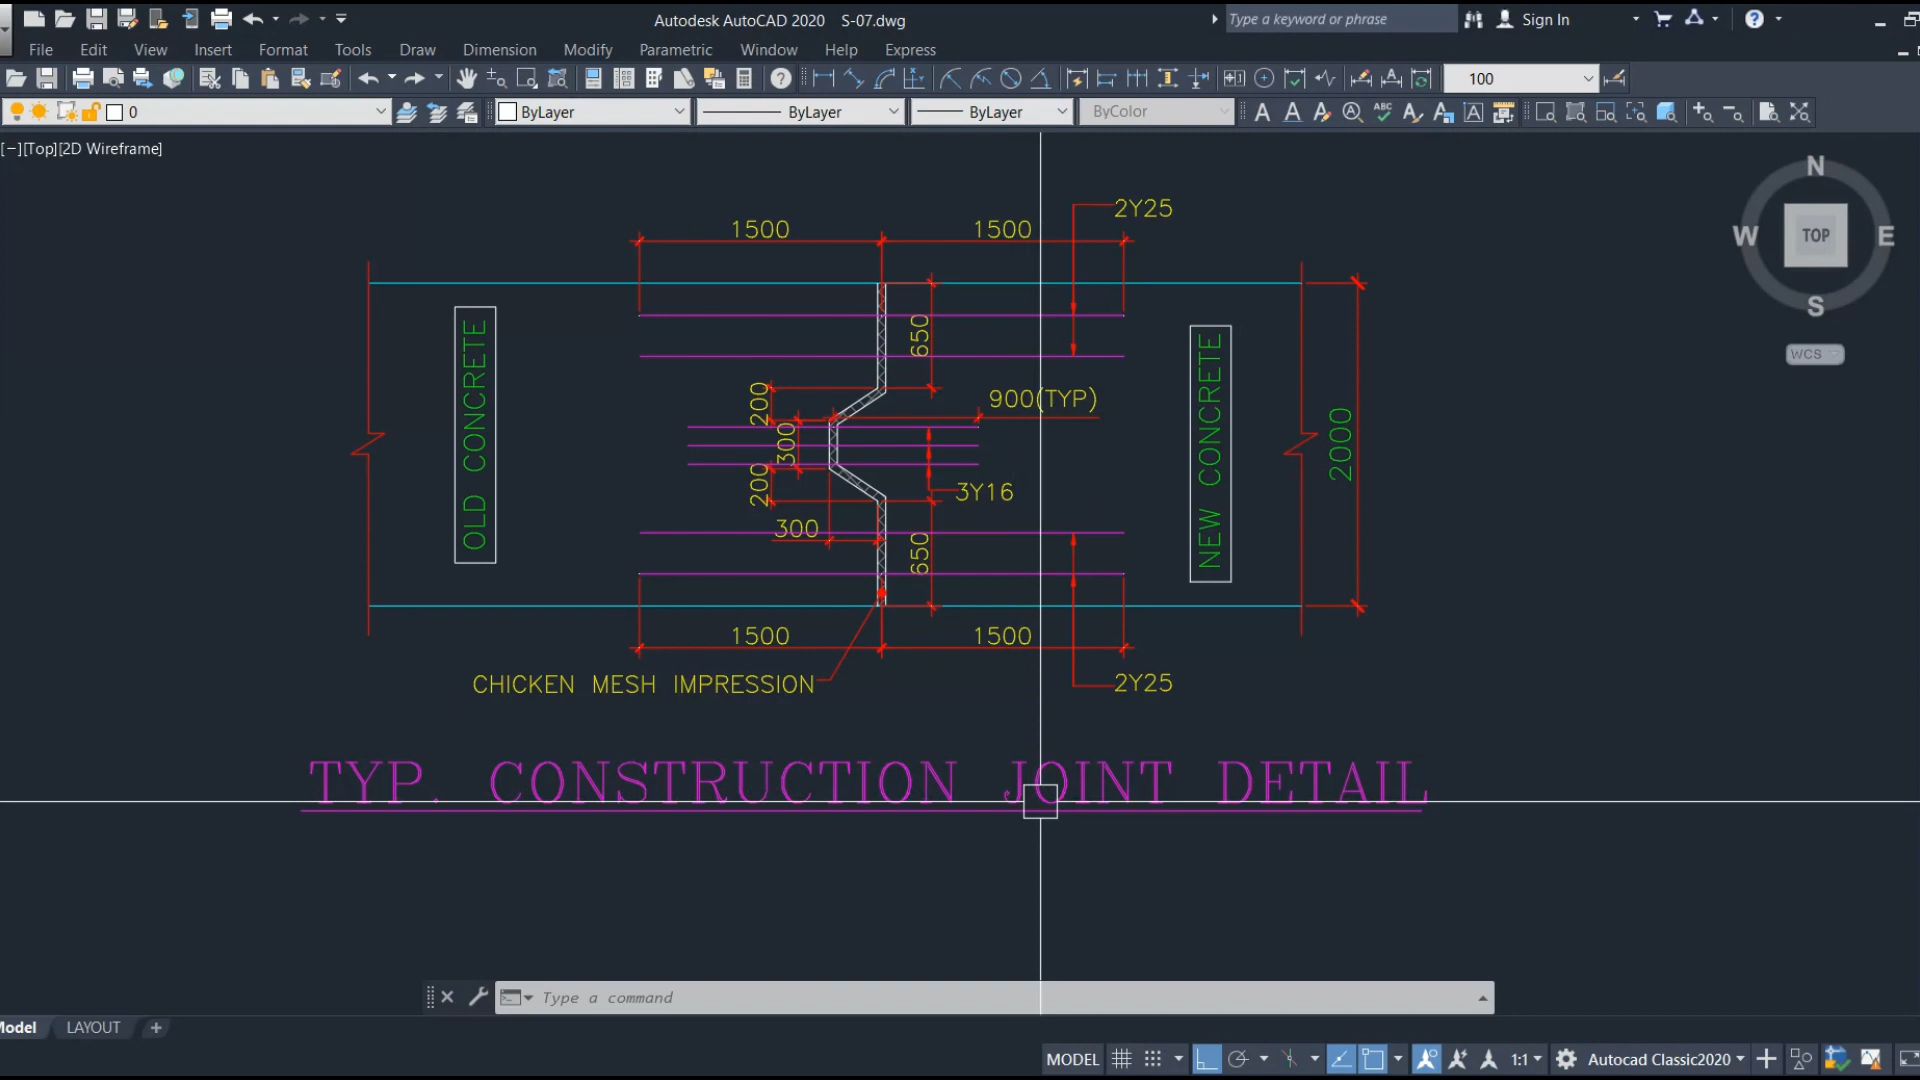 Autodesk AutoCAD 2020 S-07.dwg
Type a keyword or phrase
Sign In
File Edit View Insert Format Tools Draw Dimension Modify Parametric Window Help Express
100
0
ByLayer
ByLayer
ByLayer
ByColor
[−][Top][2D Wireframe]
N
W
TOP
E
S
WCS
2Y25
1500
1500
650
OLD CONCRETE
NEW CONCRETE
200
900(TYP)
300
2000
200
3Y16
300
650
1500
1500
CHICKEN MESH IMPRESSION
2Y25
TYP. CONSTRUCTION JOINT DETAIL
Type a command
Model
LAYOUT
MODEL
1:1
Autocad Classic2020